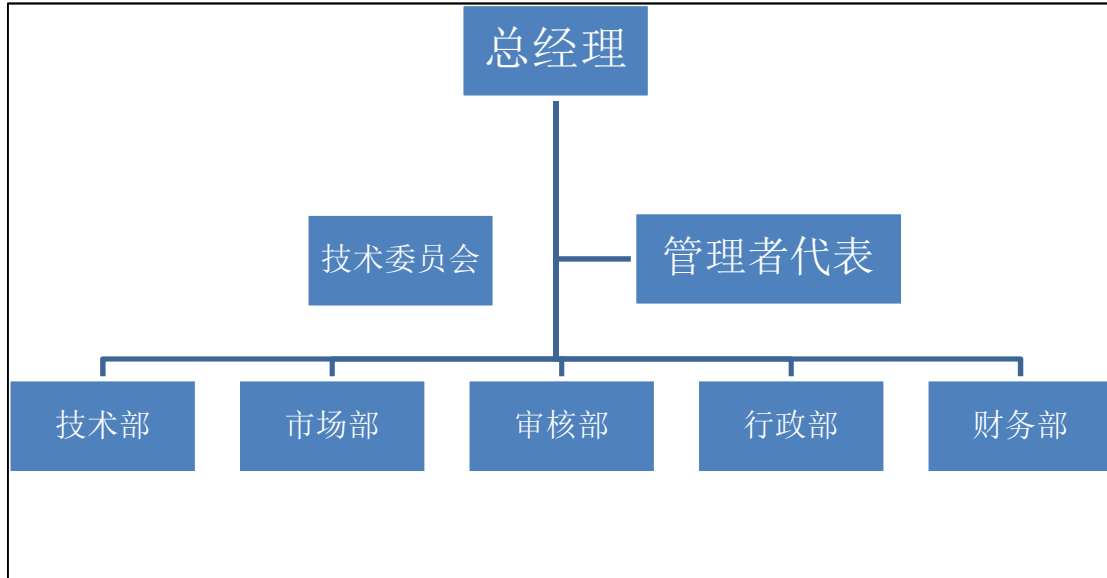 总经理
技术委员会
管理者代表
技术部
市场部
审核部
行政部
财务部